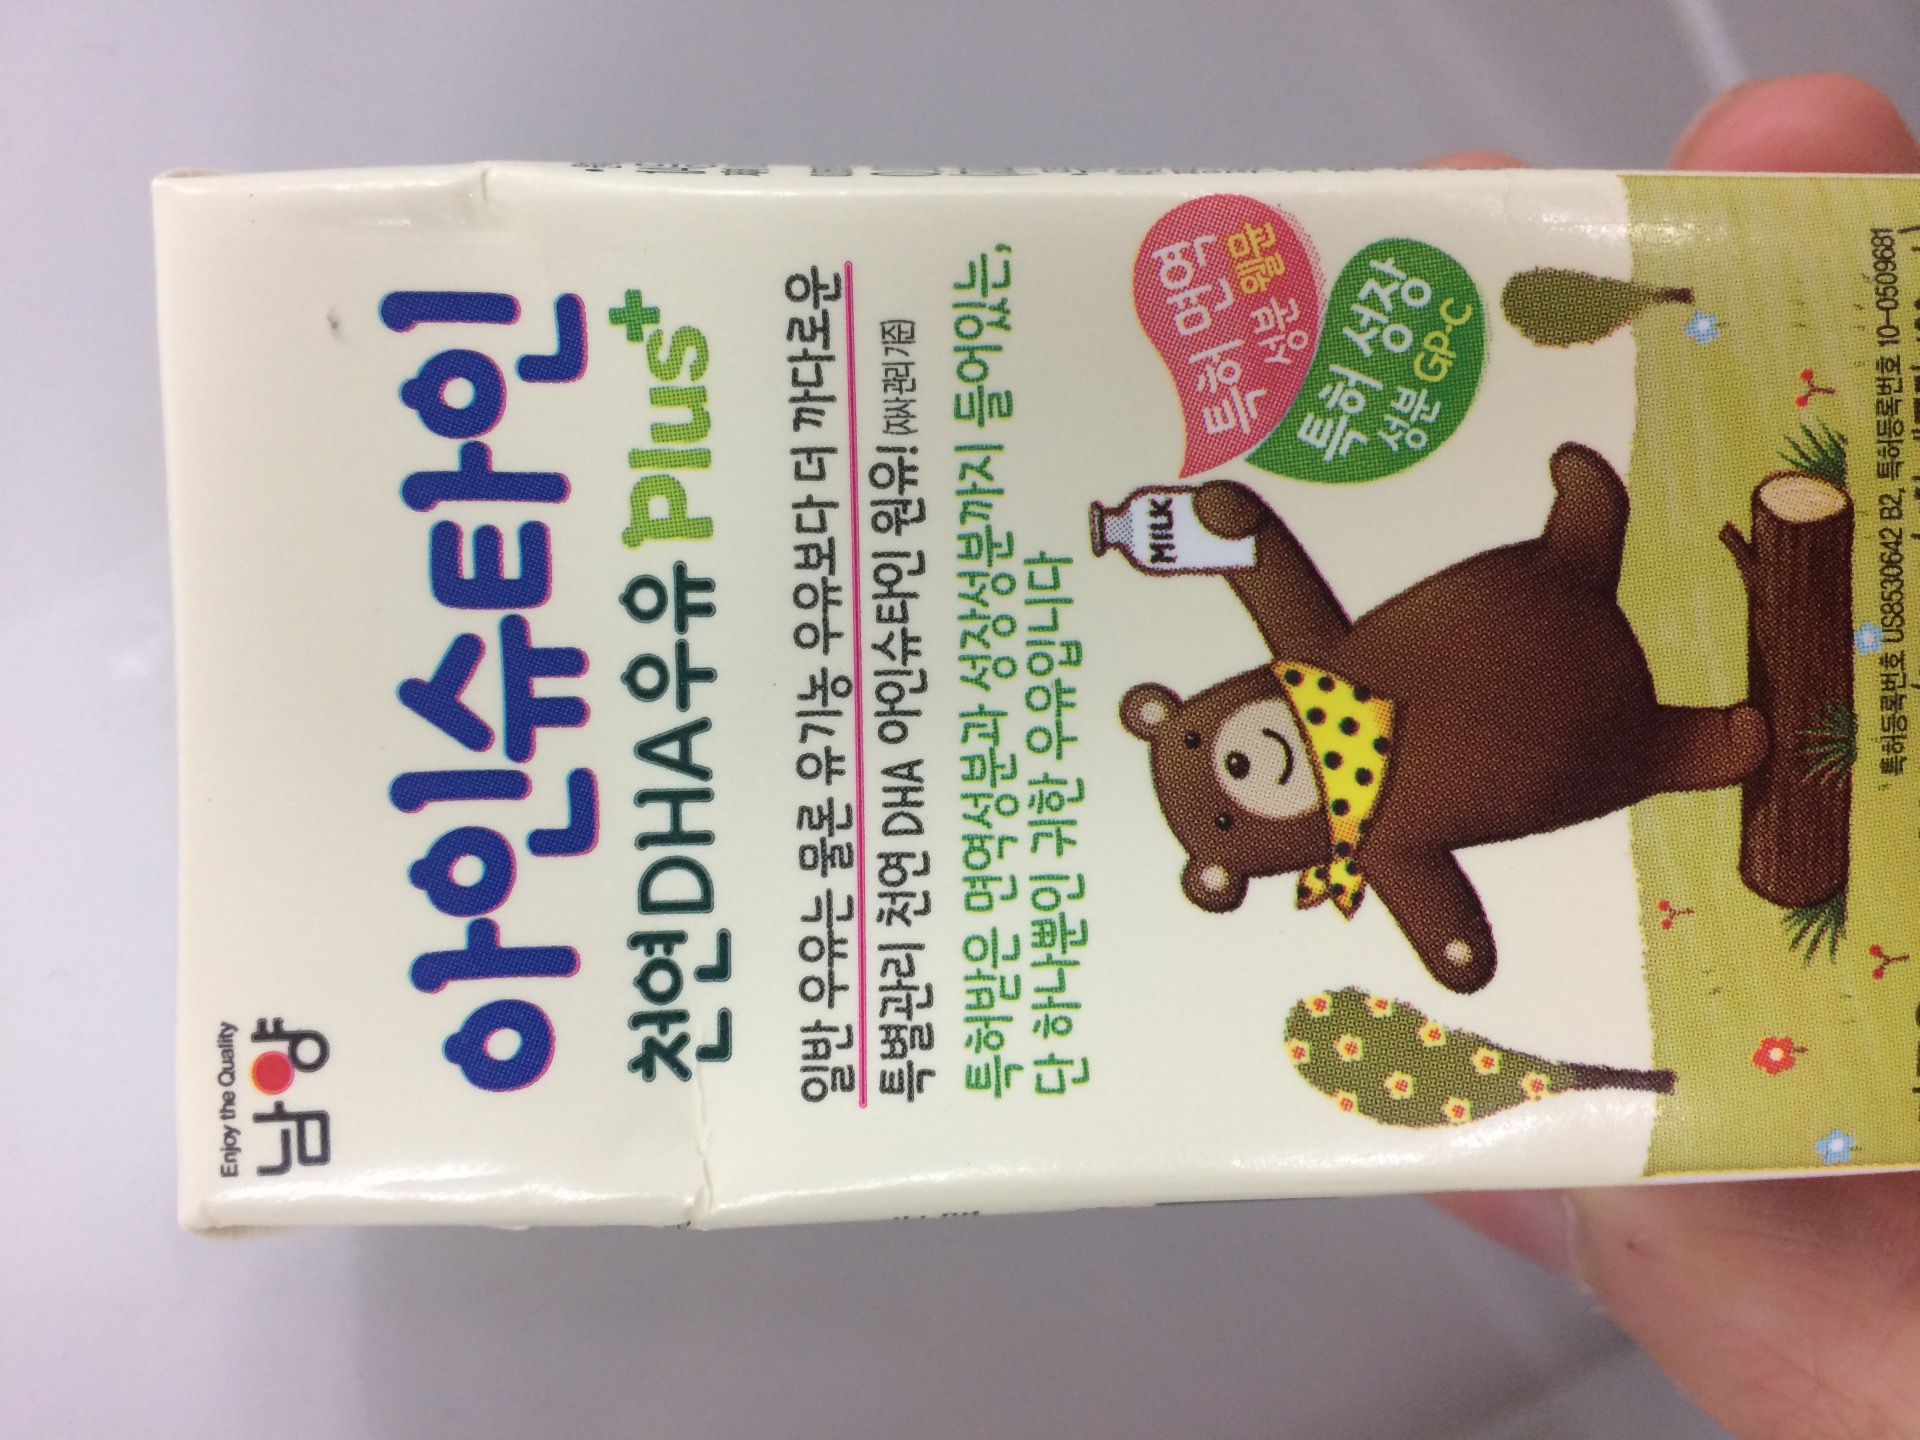 Enjoy the Quality
남양
아인슈타인
천연DHA우유 Plus+
일반 우유는 물론 유기농 우유보다 더 까다로운
특별관리 천연 DHA 아인슈타인 원유! (자사 관리 기준)
특허받은 면역성분과 성장성분까지 들어있는,
단 하나뿐인 귀한 우유입니다
MILK
특허 면역
성분 웰뮨
특허 성장
성분 GP-C
특허등록번호 US8530642 B2, 특허등록번호 10-0509681